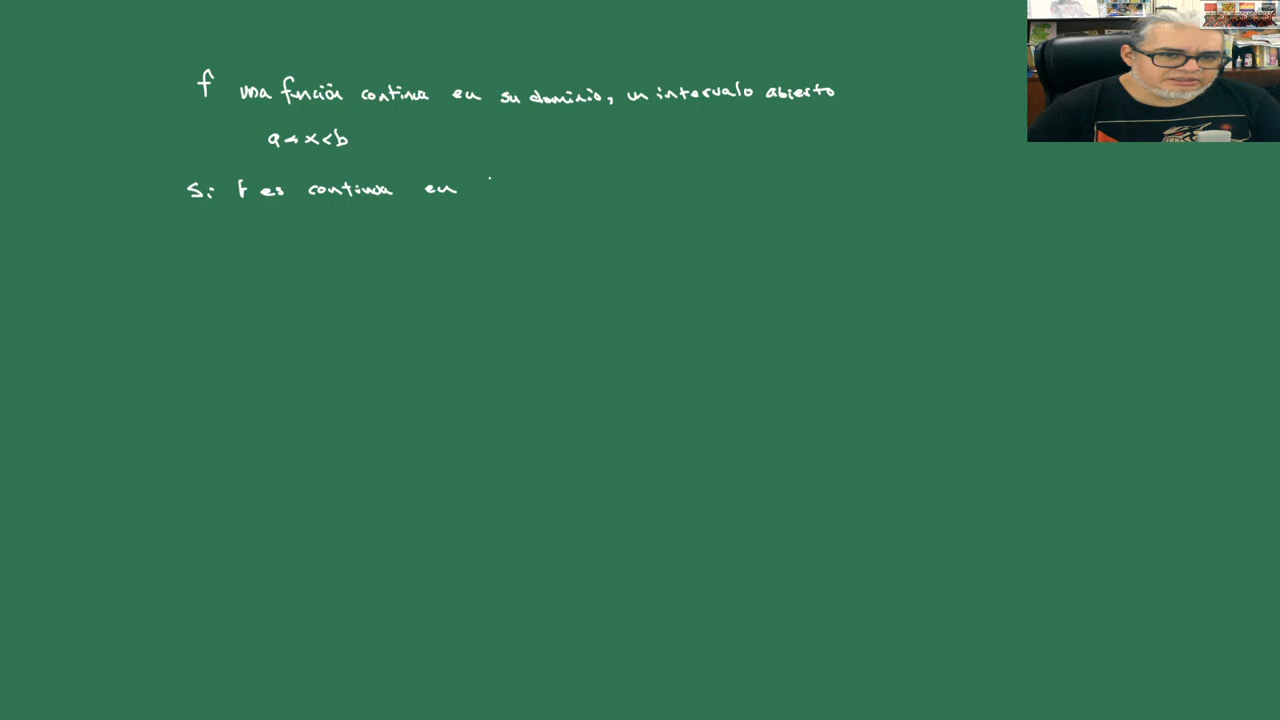 f una función continua en su dominio, un intervalo abierto
a < x < b
Si f es continua en